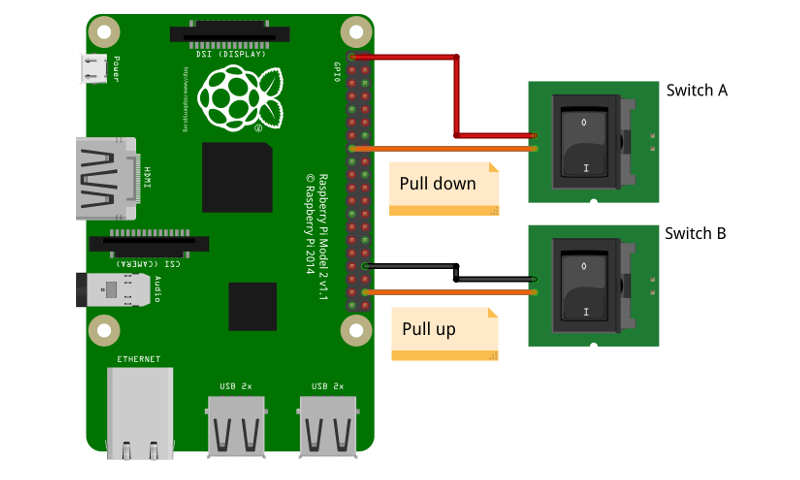 DSI (DISPLAY)
Power
GPIO
http://www.raspberrypi.org
®
Switch A
O
I
HDMI
Pull down
Raspberry Pi Model 2 v1.1
© Raspberry Pi 2014
Switch B
CSI (CAMERA)
O
I
Audio
Pull up
ETHERNET
USB 2x
USB 2x